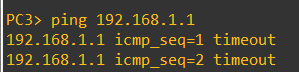 PC3> ping 192.168.1.1
192.168.1.1 icmp_seq=1 timeout
192.168.1.1 icmp_seq=2 timeout